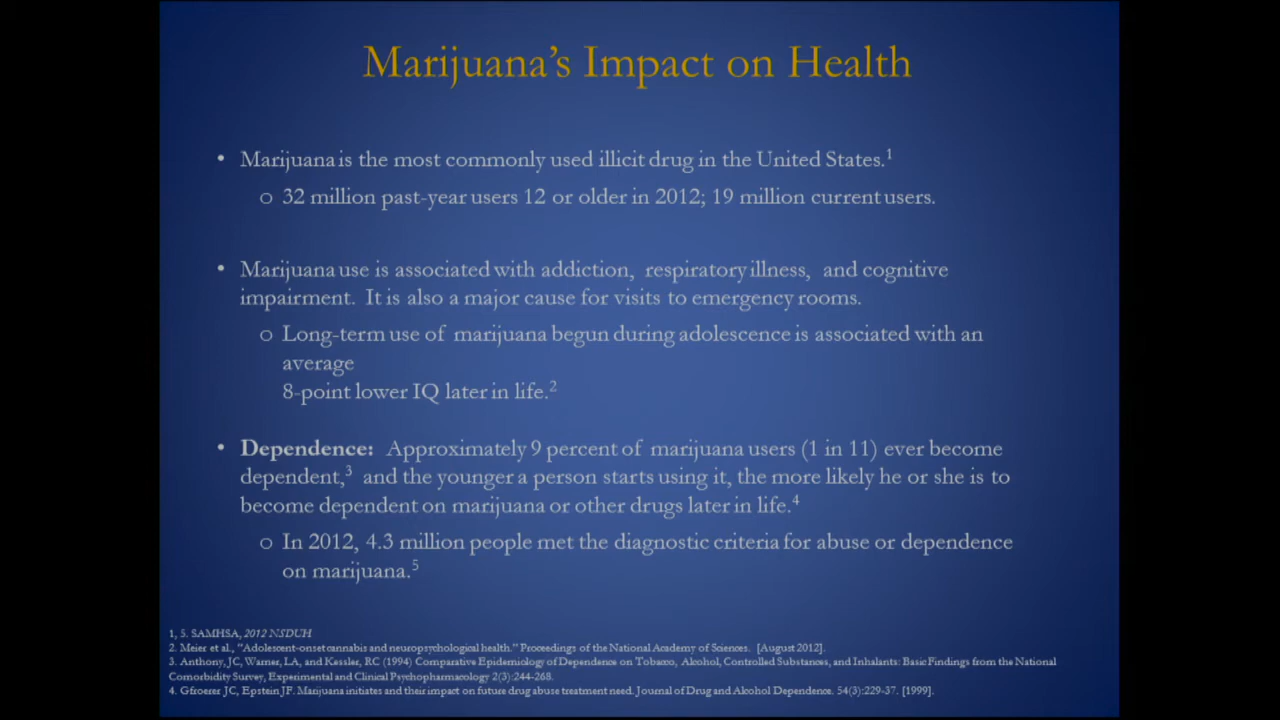 Marijuana's Impact on Health
• Marijuana is the most commonly used illicit drug in the United States.1
o 32 million past-year users 12 or older in 2012; 19 million current users.
• Marijuana use is associated with addiction, respiratory illness, and cognitive
impairment. It is also a major cause for visits to emergency rooms.
o Long-term use of marijuana begun during adolescence is associated with an
average
8-point lower IQ later in life.2
• Dependence: Approximately 9 percent of marijuana users (1 in 11) ever become
dependent,3 and the younger a person starts using it, the more likely he or she is to
become dependent on marijuana or other drugs later in life.4
o In 2012, 4.3 million people met the diagnostic criteria for abuse or dependence
on marijuana.5
1, 5. SAMHSA, 2012 NSDUH
2. Meier et al., "Adolescent-onset cannabis and neuropsychological health." Proceedings of the National Academy of Sciences. [August 2012].
3. Anthony, JC, Warner, LA, and Kessler, RC (1994) Comparative Epidemiology of Dependence on Tobacco, Alcohol, Controlled Substances, and Inhalants: Basic Findings from the National
Comorbidity Survey, Experimental and Clinical Psychopharmacology 2(3):244-268.
4. Gfroerer JC, Epstein JF. Marijuana initiates and their impact on future drug abuse treatment need. Journal of Drug and Alcohol Dependence. 54(3):229-37. [1999].